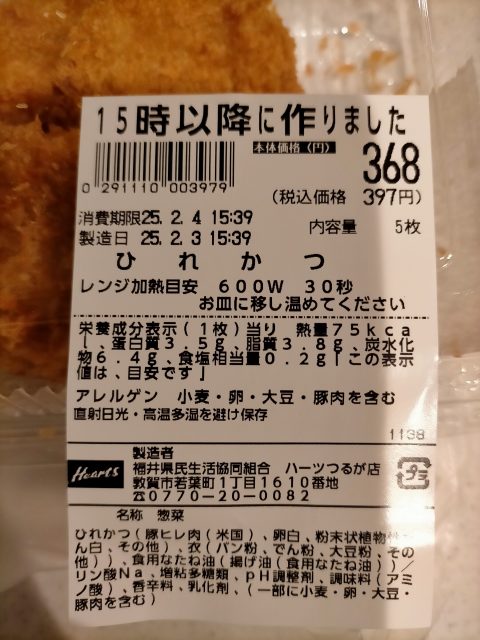 15時以降に作りました
本体価格(円)
368
0 291110 003979
(税込価格 397円)
消費期限25.2.4 15:39
製造日 25.2.3 15:39
内容量 5枚
ひれかつ
レンジ加熱目安 600W 30秒
お皿に移し温めてください
栄養成分表示(1枚)当り 熱量75kca
l、蛋白質3.5g、脂質3.8g、炭水化
物6.4g、食塩相当量0.2g「この表示
値は、目安です」
アレルゲン 小麦・卵・大豆・豚肉を含む
直射日光・高温多湿を避け保存
1138
製造者
Hearts
福井県民生活協同組合 ハーツつるが店
敦賀市若葉町1丁目1610番地
☎0770-20-0082
プラ
名称 惣菜
ひれかつ(豚ヒレ肉(米国)、卵白、粉末状植物
ん白、その他)、衣(パン粉、でん粉、大豆粉、その
他))、食用なたね油(揚げ油(食用なたね油))/
リン酸Na、増粘多糖類、pH調整剤、調味料(アミ
ノ酸)、香辛料、乳化剤、(一部に小麦・卵・大豆・
豚肉を含む)